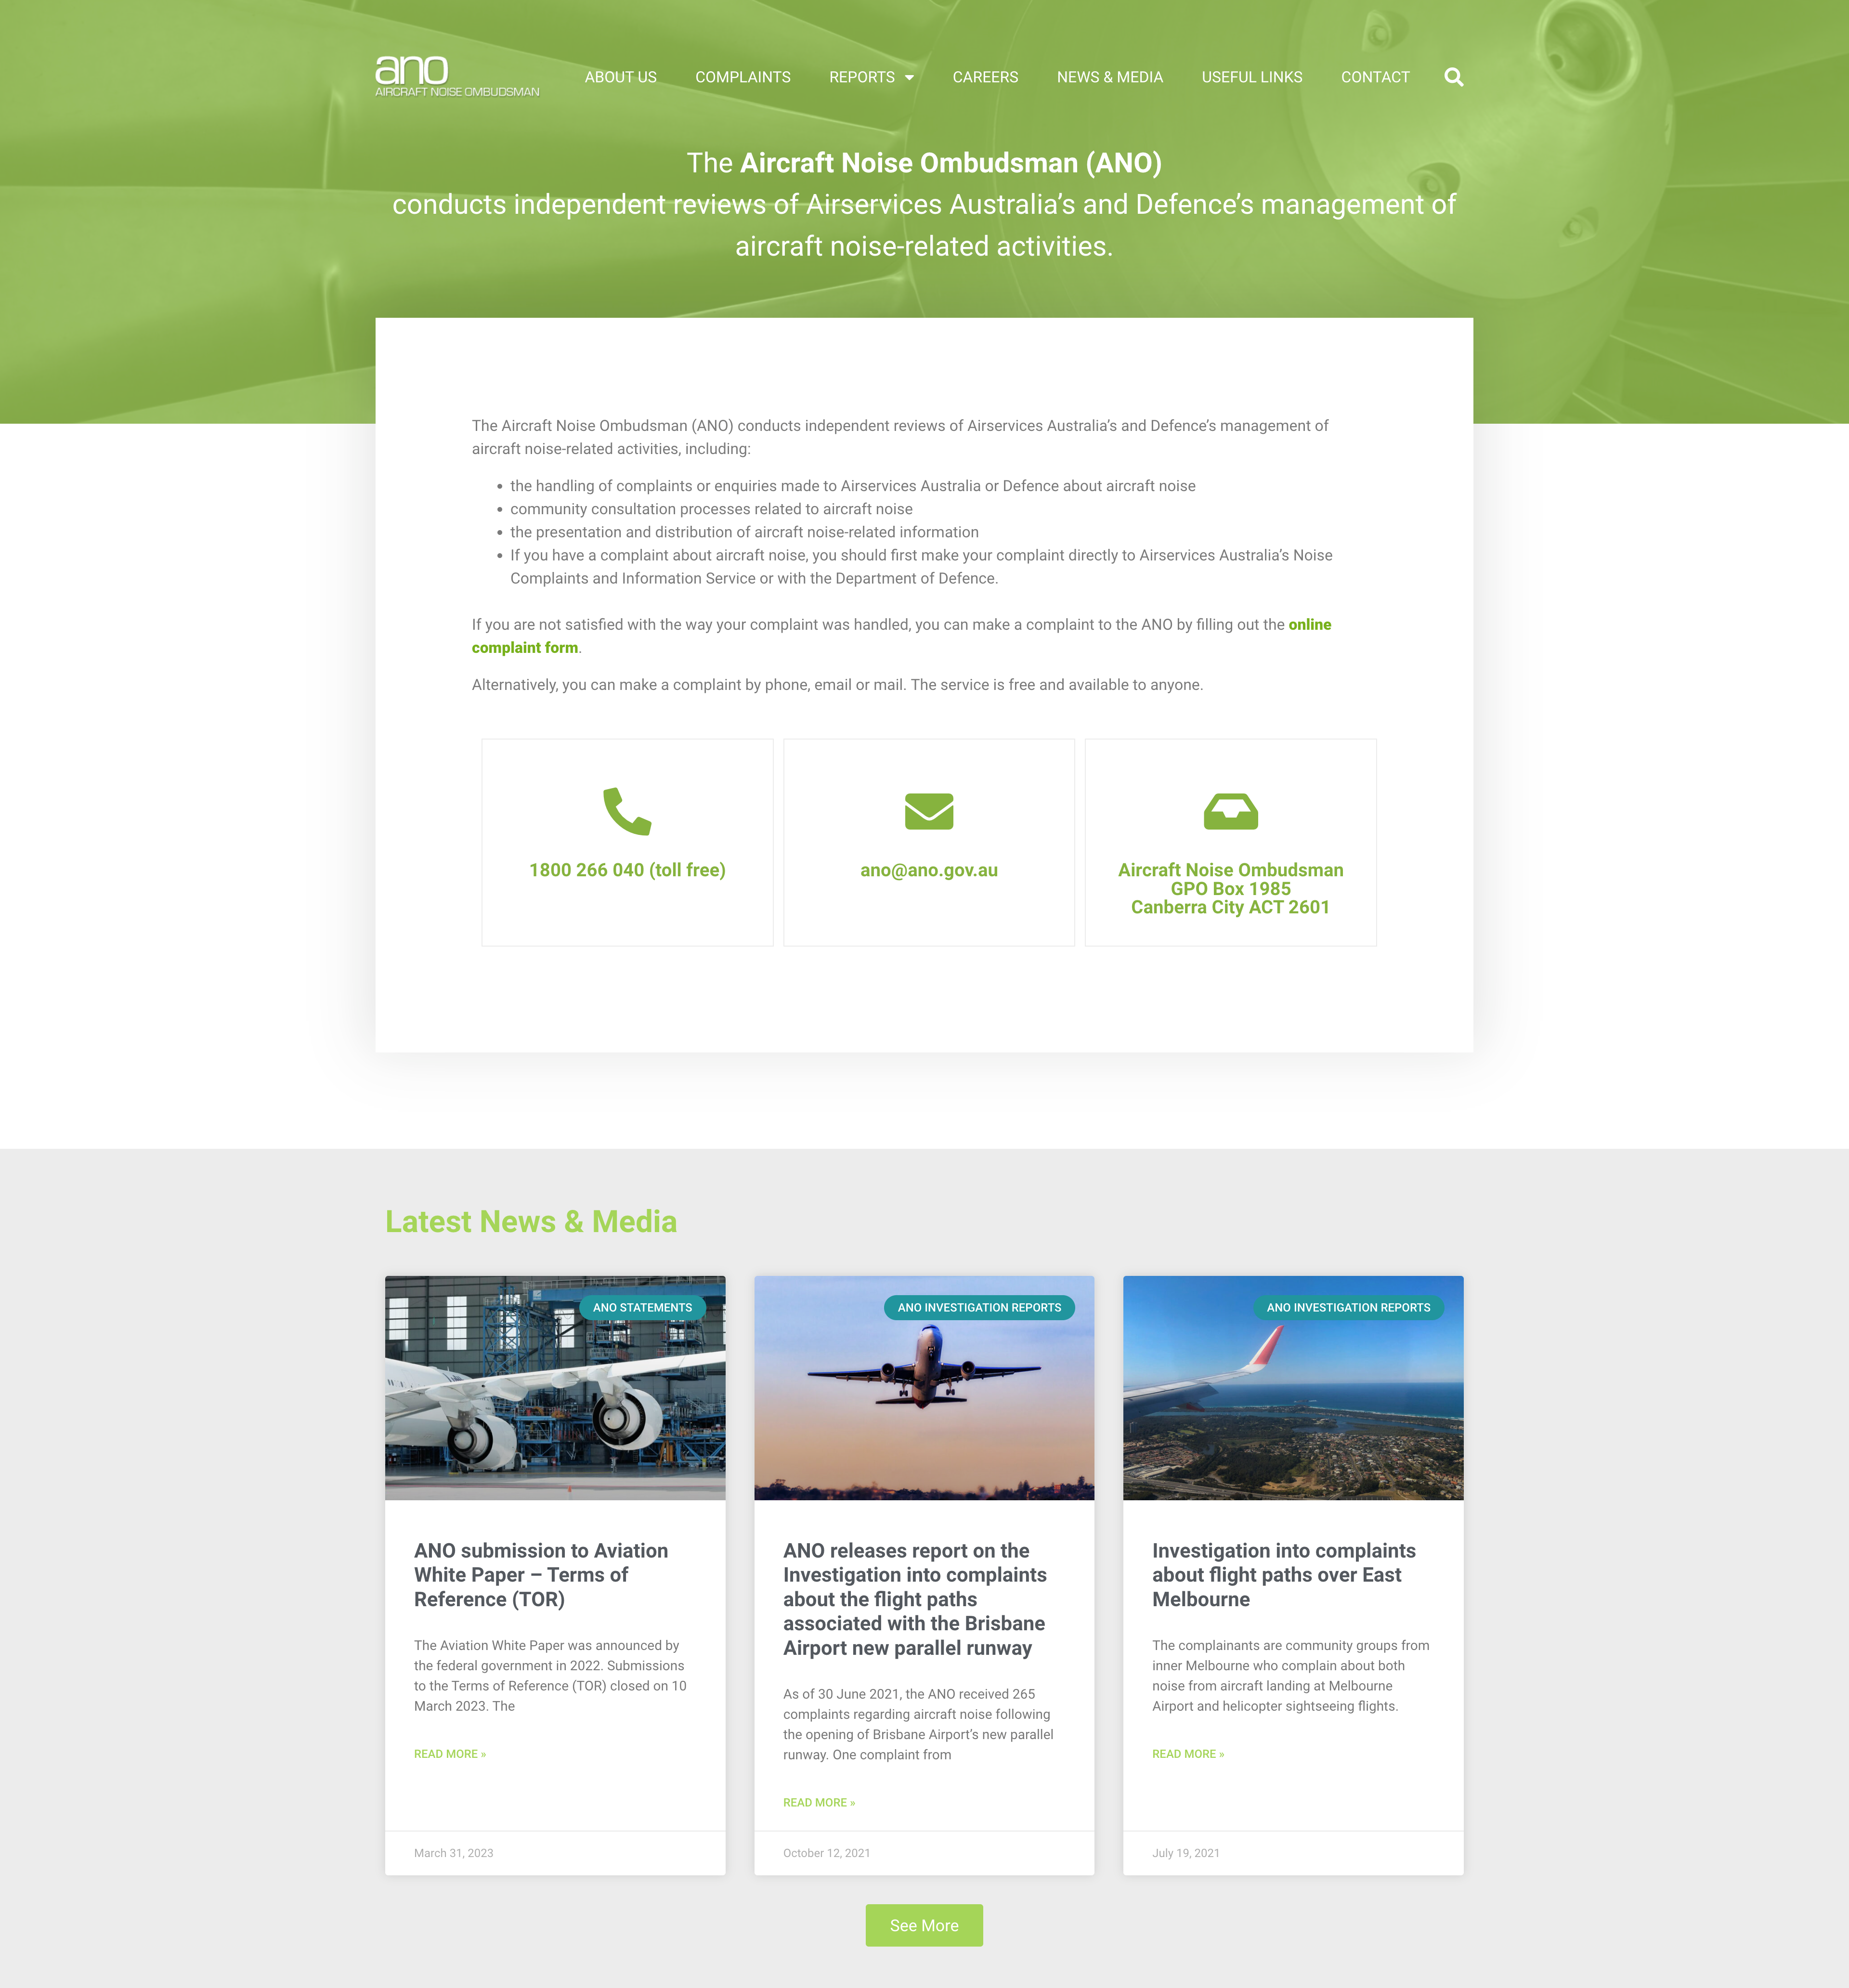 ano
AIRCRAFT NOISE OMBUDSMAN
ABOUT US
COMPLAINTS
REPORTS
CAREERS
NEWS & MEDIA
USEFUL LINKS
CONTACT
The Aircraft Noise Ombudsman (ANO)
conducts independent reviews of Airservices Australia’s and Defence’s management of
aircraft noise-related activities.
The Aircraft Noise Ombudsman (ANO) conducts independent reviews of Airservices Australia’s and Defence’s management of
aircraft noise-related activities, including:
• the handling of complaints or enquiries made to Airservices Australia or Defence about aircraft noise
• community consultation processes related to aircraft noise
• the presentation and distribution of aircraft noise-related information
• If you have a complaint about aircraft noise, you should first make your complaint directly to Airservices Australia’s Noise
Complaints and Information Service or with the Department of Defence.
If you are not satisfied with the way your complaint was handled, you can make a complaint to the ANO by filling out the online
complaint form.
Alternatively, you can make a complaint by phone, email or mail. The service is free and available to anyone.
1800 266 040 (toll free)
ano@ano.gov.au
Aircraft Noise Ombudsman
GPO Box 1985
Canberra City ACT 2601
Latest News & Media
ANO STATEMENTS
ANO submission to Aviation
White Paper – Terms of
Reference (TOR)
The Aviation White Paper was announced by
the federal government in 2022. Submissions
to the Terms of Reference (TOR) closed on 10
March 2023. The
READ MORE »
March 31, 2023
ANO INVESTIGATION REPORTS
ANO releases report on the
Investigation into complaints
about the flight paths
associated with the Brisbane
Airport new parallel runway
As of 30 June 2021, the ANO received 265
complaints regarding aircraft noise following
the opening of Brisbane Airport’s new parallel
runway. One complaint from
READ MORE »
October 12, 2021
ANO INVESTIGATION REPORTS
Investigation into complaints
about flight paths over East
Melbourne
The complainants are community groups from
inner Melbourne who complain about both
noise from aircraft landing at Melbourne
Airport and helicopter sightseeing flights.
READ MORE »
July 19, 2021
See More